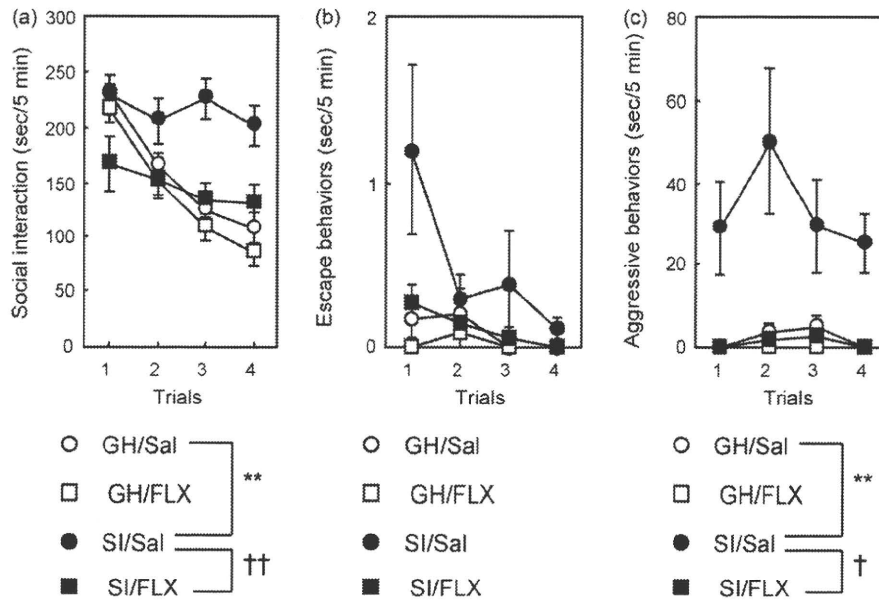 (a)
Social interaction (sec/5 min)
300
250
200
150
100
50
0
1 2 3 4
Trials
(b)
Escape behaviors (sec/5 min)
2
1
0
1 2 3 4
Trials
(c)
Aggressive behaviors (sec/5 min)
80
60
40
20
0
1 2 3 4
Trials
GH/Sal
GH/FLX
SI/Sal
SI/FLX
**
††
GH/Sal
GH/FLX
SI/Sal
SI/FLX
GH/Sal
GH/FLX
SI/Sal
SI/FLX
**
†